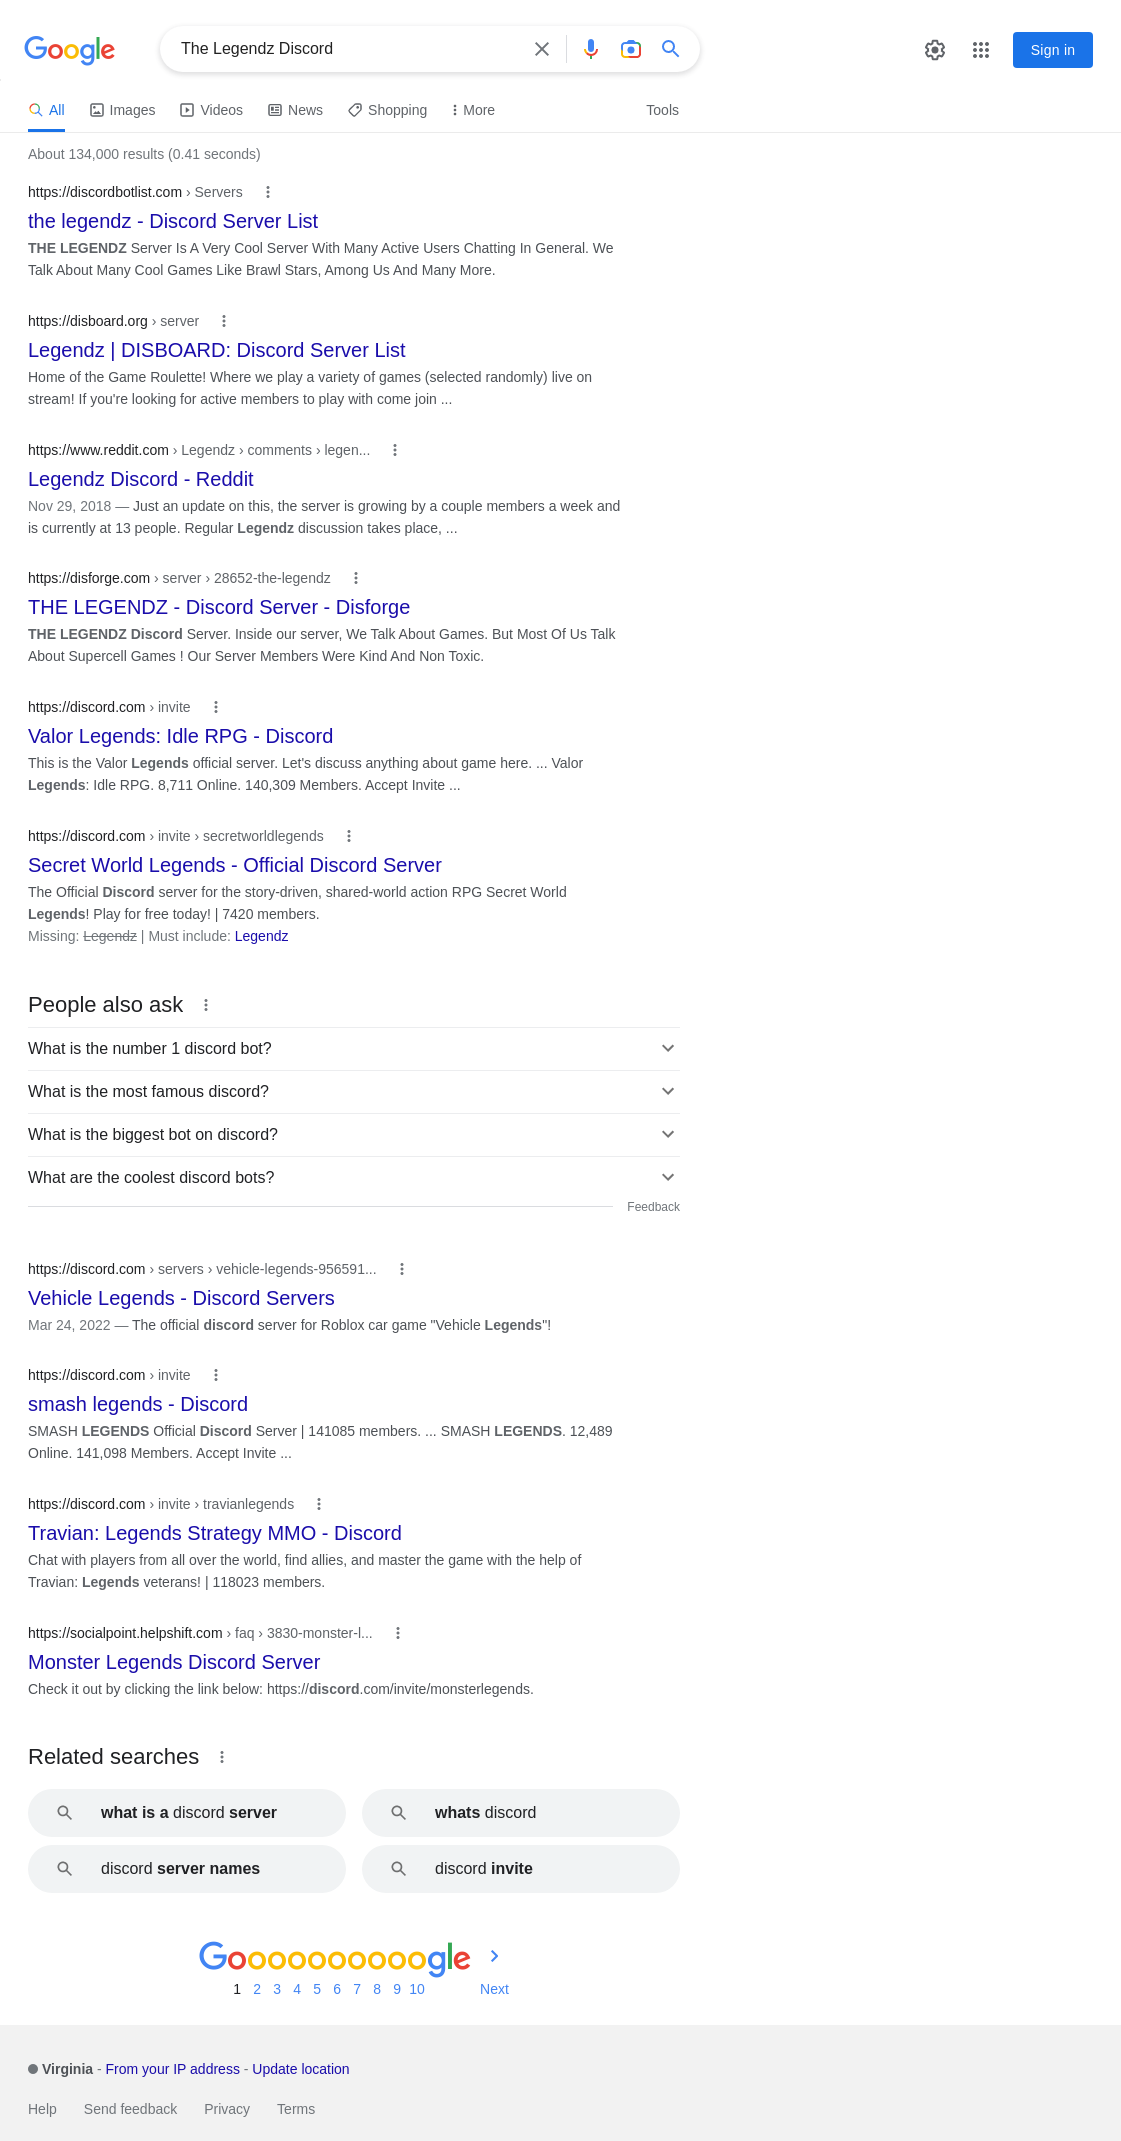 Google
The Legendz Discord
Sign in
All
Images
Videos
News
Shopping
More
Tools
About 134,000 results (0.41 seconds)
https://discordbotlist.com › Servers
the legendz - Discord Server List
THE LEGENDZ Server Is A Very Cool Server With Many Active Users Chatting In General. We
Talk About Many Cool Games Like Brawl Stars, Among Us And Many More.
https://disboard.org › server
Legendz | DISBOARD: Discord Server List
Home of the Game Roulette! Where we play a variety of games (selected randomly) live on
stream! If you're looking for active members to play with come join ...
https://www.reddit.com › Legendz › comments › legen...
Legendz Discord - Reddit
Nov 29, 2018 — Just an update on this, the server is growing by a couple members a week and
is currently at 13 people. Regular Legendz discussion takes place, ...
https://disforge.com › server › 28652-the-legendz
THE LEGENDZ - Discord Server - Disforge
THE LEGENDZ Discord Server. Inside our server, We Talk About Games. But Most Of Us Talk
About Supercell Games ! Our Server Members Were Kind And Non Toxic.
https://discord.com › invite
Valor Legends: Idle RPG - Discord
This is the Valor Legends official server. Let's discuss anything about game here. ... Valor
Legends: Idle RPG. 8,711 Online. 140,309 Members. Accept Invite ...
https://discord.com › invite › secretworldlegends
Secret World Legends - Official Discord Server
The Official Discord server for the story-driven, shared-world action RPG Secret World
Legends! Play for free today! | 7420 members.
Missing: Legendz | Must include: Legendz
People also ask
What is the number 1 discord bot?
What is the most famous discord?
What is the biggest bot on discord?
What are the coolest discord bots?
Feedback
https://discord.com › servers › vehicle-legends-956591...
Vehicle Legends - Discord Servers
Mar 24, 2022 — The official discord server for Roblox car game "Vehicle Legends"!
https://discord.com › invite
smash legends - Discord
SMASH LEGENDS Official Discord Server | 141085 members. ... SMASH LEGENDS. 12,489
Online. 141,098 Members. Accept Invite ...
https://discord.com › invite › travianlegends
Travian: Legends Strategy MMO - Discord
Chat with players from all over the world, find allies, and master the game with the help of
Travian: Legends veterans! | 118023 members.
https://socialpoint.helpshift.com › faq › 3830-monster-l...
Monster Legends Discord Server
Check it out by clicking the link below: https://discord.com/invite/monsterlegends.
Related searches
what is a discord server
whats discord
discord server names
discord invite
Goooooooooogle
1 2 3 4 5 6 7 8 9 10 Next
Virginia - From your IP address - Update location
Help Send feedback Privacy Terms